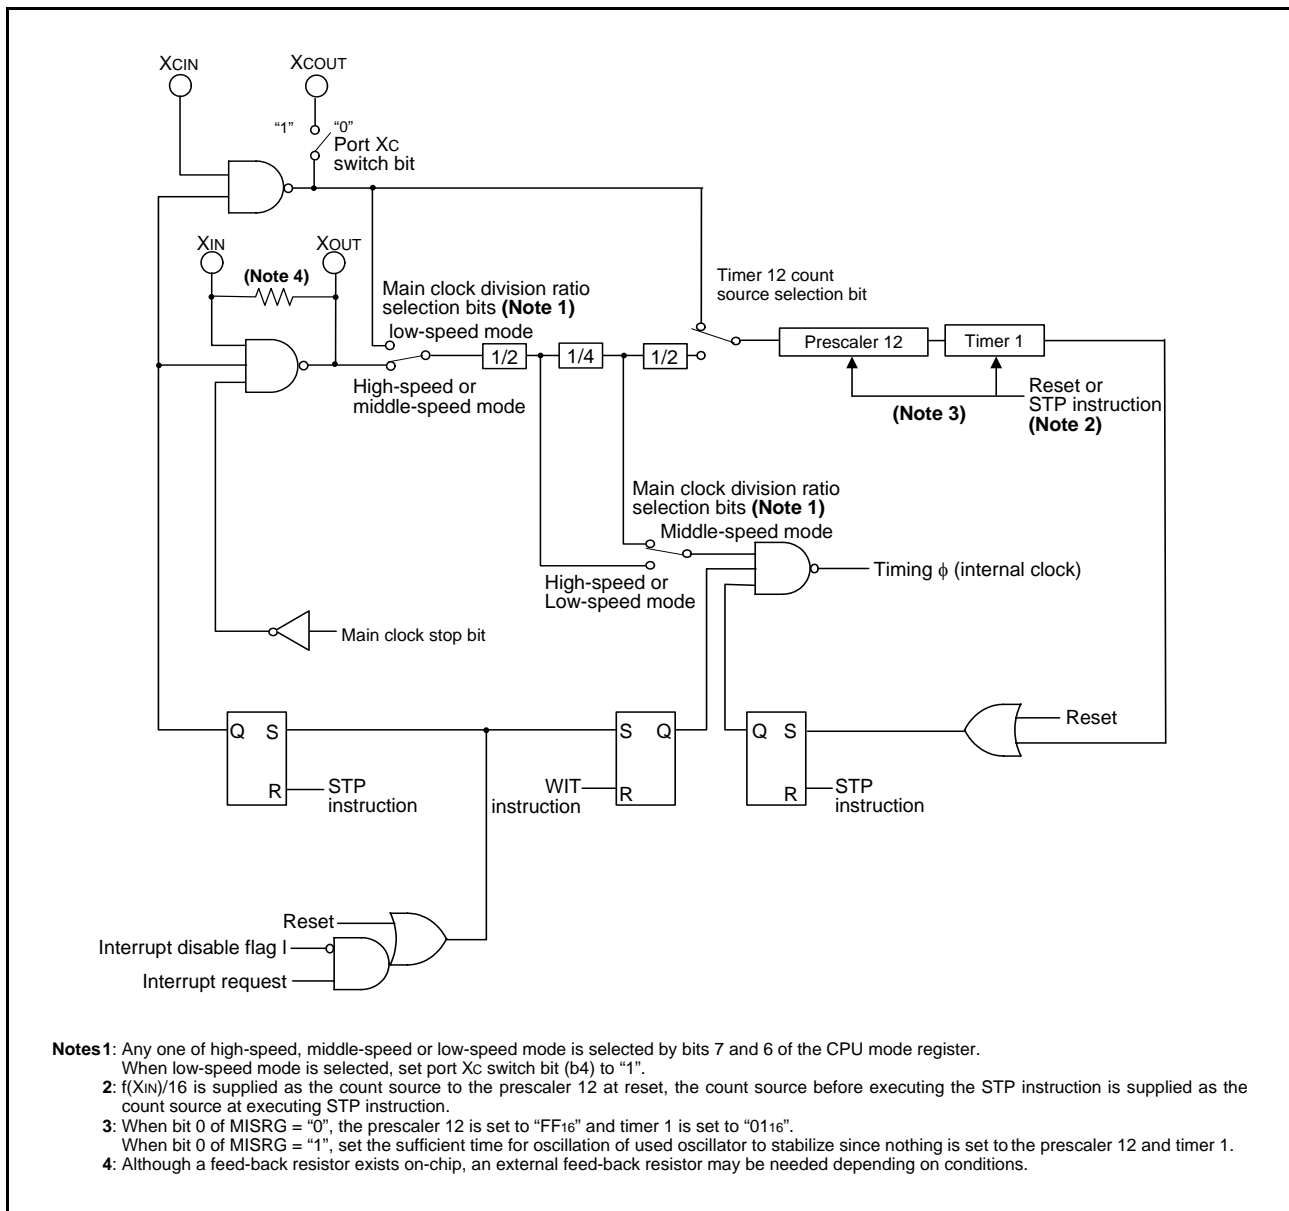 XCIN
XCOUT
“1” “0”
Port XC
switch bit
XIN
XOUT
(Note 4)
Main clock division ratio
selection bits (Note 1)
low-speed mode
Timer 12 count
source selection bit
1/2
1/4
1/2
Prescaler 12
Timer 1
High-speed or
middle-speed mode
Reset or
STP instruction
(Note 2)
(Note 3)
Main clock division ratio
selection bits (Note 1)
Middle-speed mode
Timing ϕ (internal clock)
High-speed or
Low-speed mode
Main clock stop bit
Q S
R
STP
instruction
S Q
R
WIT
instruction
Q S
R
STP
instruction
Reset
Reset
Interrupt disable flag I
Interrupt request
Notes 1: Any one of high-speed, middle-speed or low-speed mode is selected by bits 7 and 6 of the CPU mode register.
When low-speed mode is selected, set port XC switch bit (b4) to “1”.
2: f(XIN)/16 is supplied as the count source to the prescaler 12 at reset, the count source before executing the STP instruction is supplied as the
count source at executing STP instruction.
3: When bit 0 of MISRG = “0”, the prescaler 12 is set to “FF16” and timer 1 is set to “0116”.
When bit 0 of MISRG = “1”, set the sufficient time for oscillation of used oscillator to stabilize since nothing is set to the prescaler 12 and timer 1.
4: Although a feed-back resistor exists on-chip, an external feed-back resistor may be needed depending on conditions.